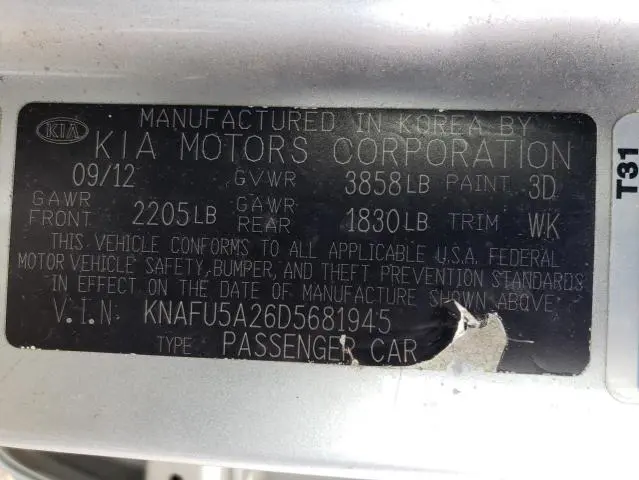 MANUFACTURED IN KOREA BY
KIA KIA MOTORS CORPORATION
09/12 GVWR 3858LB PAINT 3D
GAWR FRONT 2205LB GAWR REAR 1830LB TRIM WK
THIS VEHICLE CONFORMS TO ALL APPLICABLE U.S.A. FEDERAL
MOTOR VEHICLE SAFETY, BUMPER, AND THEFT PREVENTION STANDARDS
IN EFFECT ON THE DATE OF MANUFACTURE SHOWN ABOVE
V.I.N. KNAFU5A26D5681945
TYPE PASSENGER CAR
T31